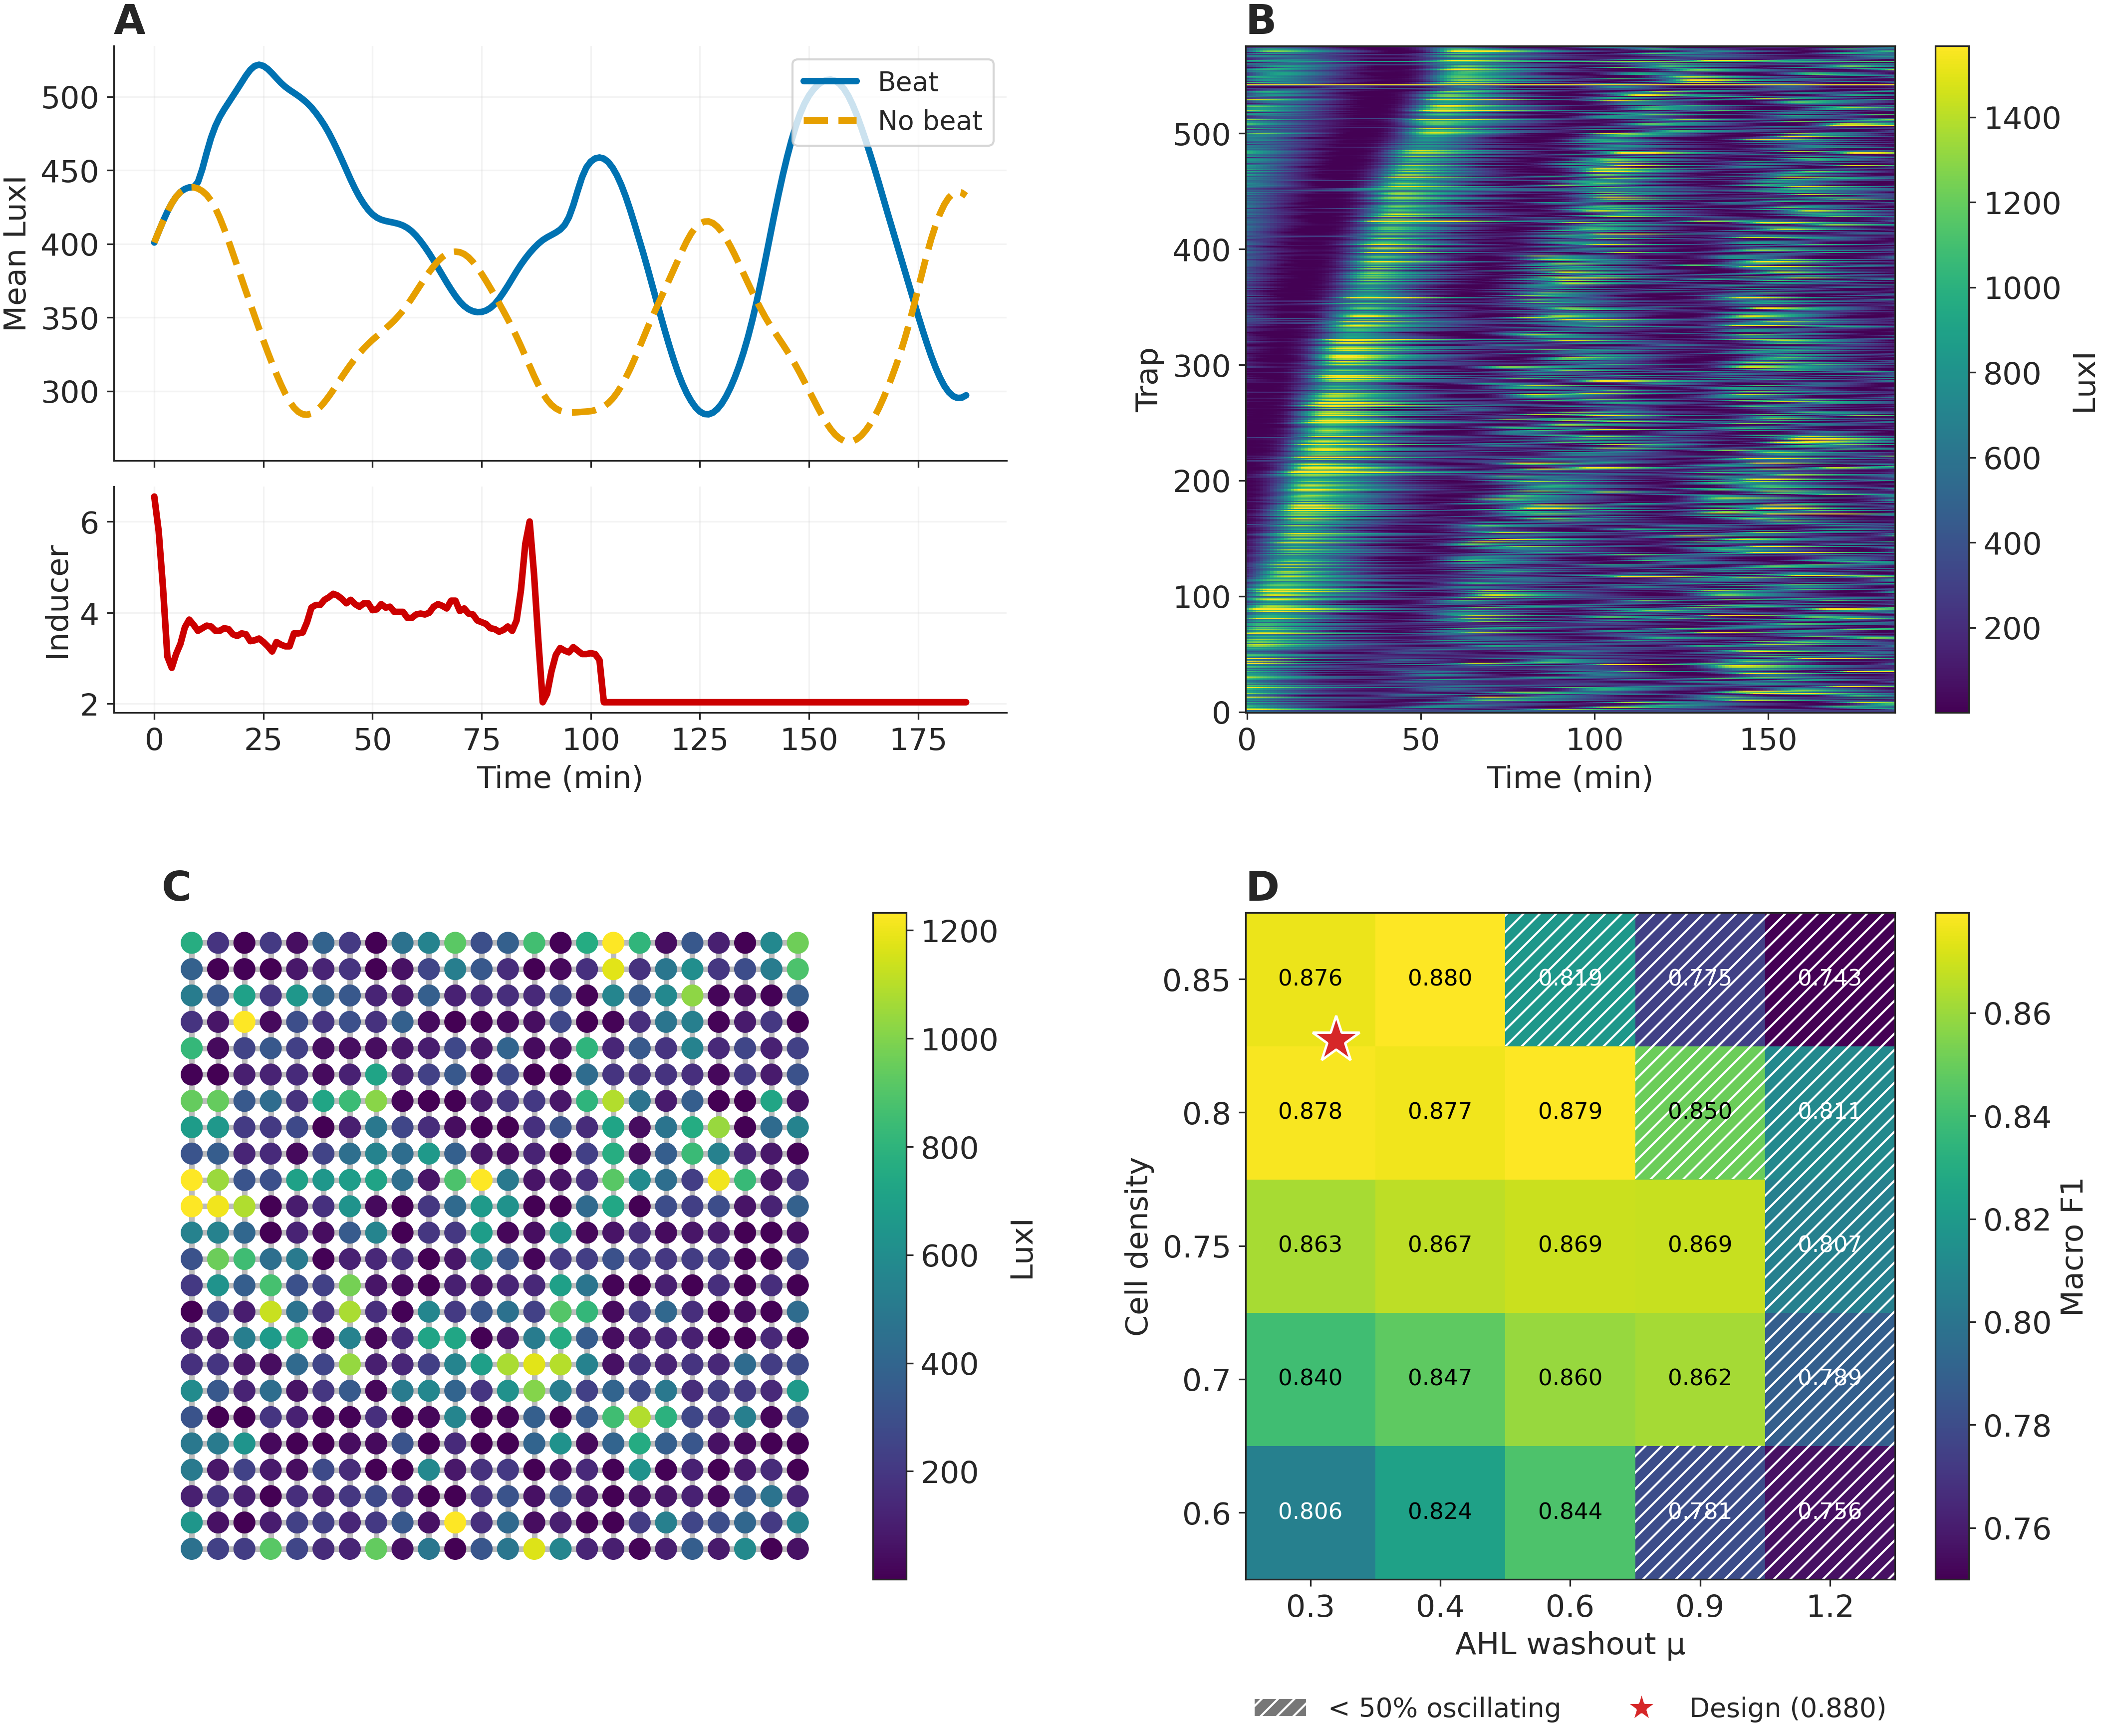 A
500
450
400
350
300
Mean LuxI
Beat
No beat
6
4
2
Inducer
0 25 50 75 100 125 150 175
Time (min)
B
500
400
300
200
100
0
Trap
0 50 100 150
Time (min)
1400
1200
1000
800
600
400
200
LuxI
C
1200
1000
800
600
400
200
LuxI
D
0.85 0.876 0.880 0.819 0.775 0.743
0.8 0.878 0.877 0.879 0.850 0.811
0.75 0.863 0.867 0.869 0.869 0.807
0.7 0.840 0.847 0.860 0.862 0.789
0.6 0.806 0.824 0.844 0.781 0.756
Cell density
0.3 0.4 0.6 0.9 1.2
AHL washout μ
0.86
0.84
0.82
0.80
0.78
0.76
Macro F1
< 50% oscillating
Design (0.880)